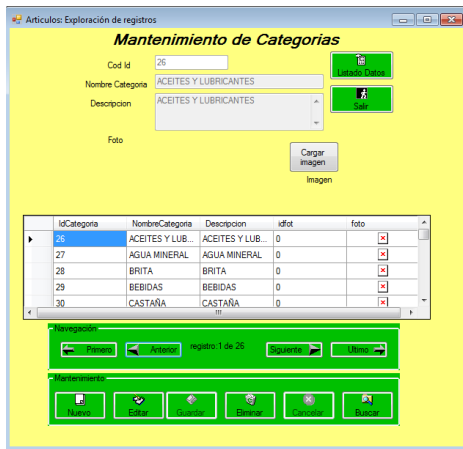 Articulos: Exploración de registros
Mantenimiento de Categorias
Cod Id 26
Listado Datos
Nombre Categoria ACEITES Y LUBRICANTES
Descripcion ACEITES Y LUBRICANTES
Salir
Foto
Cargar imagen
Imagen
IdCategoria NombreCategoria Descripcion idfot foto
26 ACEITES Y LUB... ACEITES Y LUB... 0
27 AGUA MINERAL AGUA MINERAL 0
28 BRITA BRITA 0
29 BEBIDAS BEBIDAS 0
30 CASTAÑA CASTAÑA 0
Navegación
Primero Anterior registro:1 de 26 Siguiente Ultimo
Mantenimiento
Nuevo Editar Guardar Eliminar Cancelar Buscar